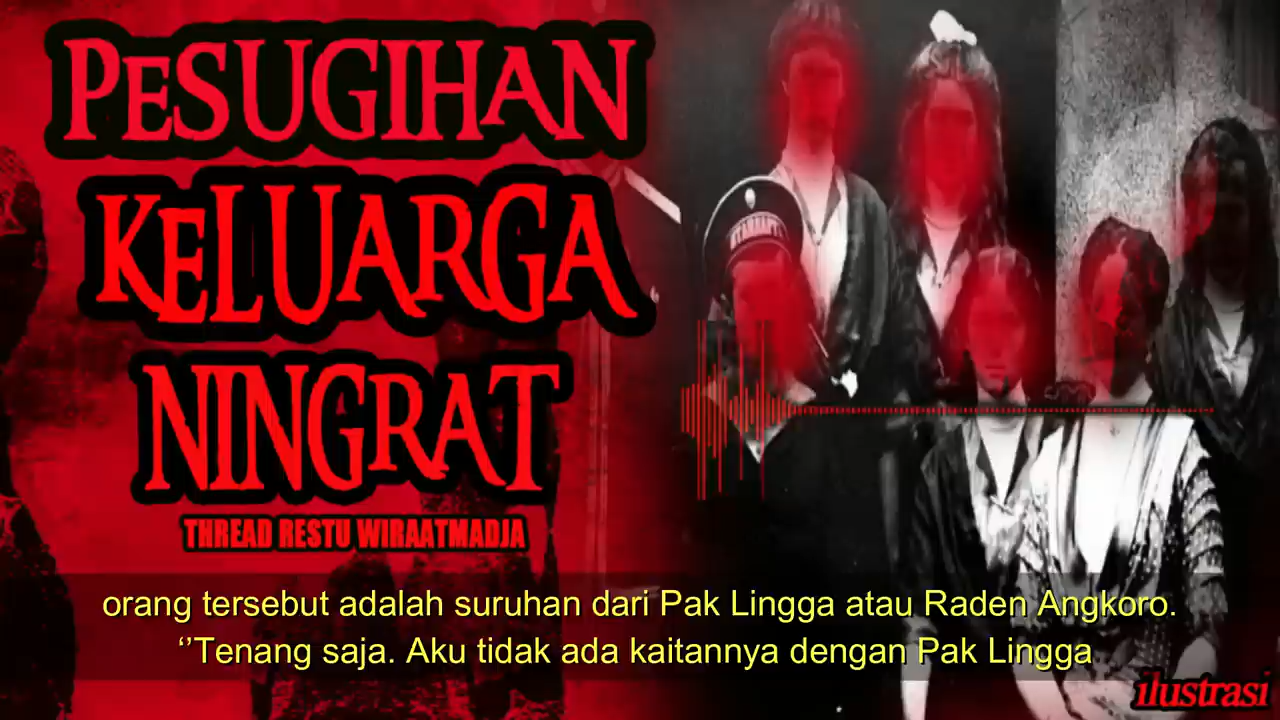 PESUGIHAN
KELUARGA
NINGRAT
THREAD RESTU WIRAATMADJA
orang tersebut adalah suruhan dari Pak Lingga atau Raden Angkoro.
‘’Tenang saja. Aku tidak ada kaitannya dengan Pak Lingga
ilustrasi